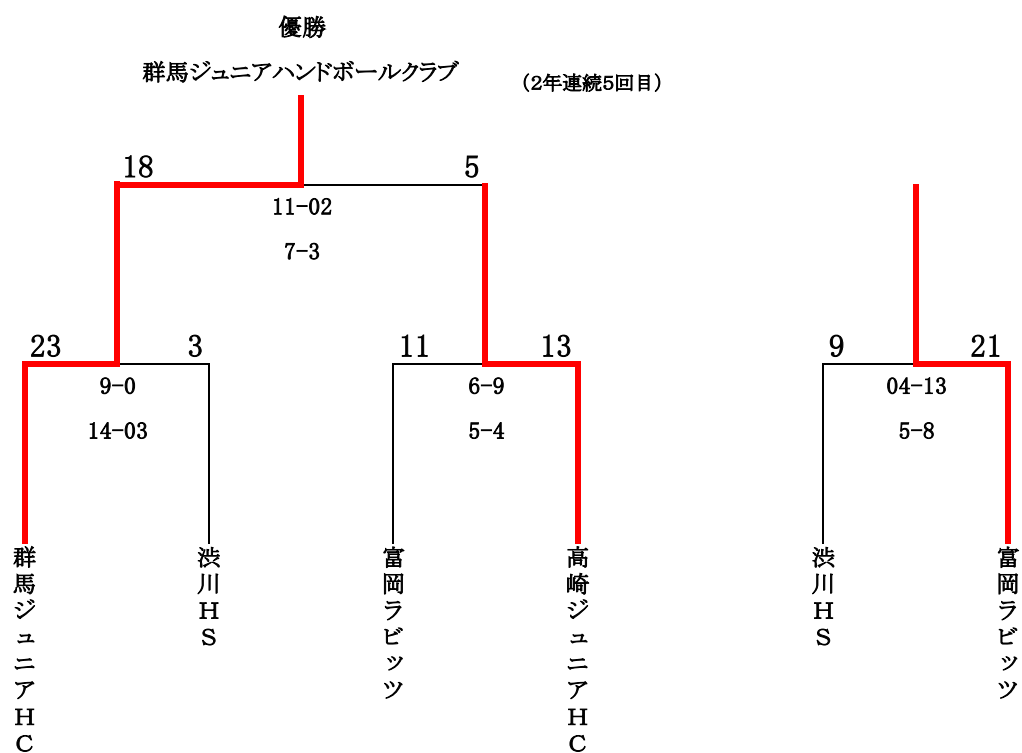 優勝
群馬ジュニアハンドボールクラブ
(2年連続5回目)
18
5
11-02
7-3
23
3
11
13
9
21
9-0
6-9
04-13
14-03
5-4
5-8
群馬ジュニアHC
渋川HS
富岡ラビッツ
高崎ジュニアHC
渋川HS
富岡ラビッツ